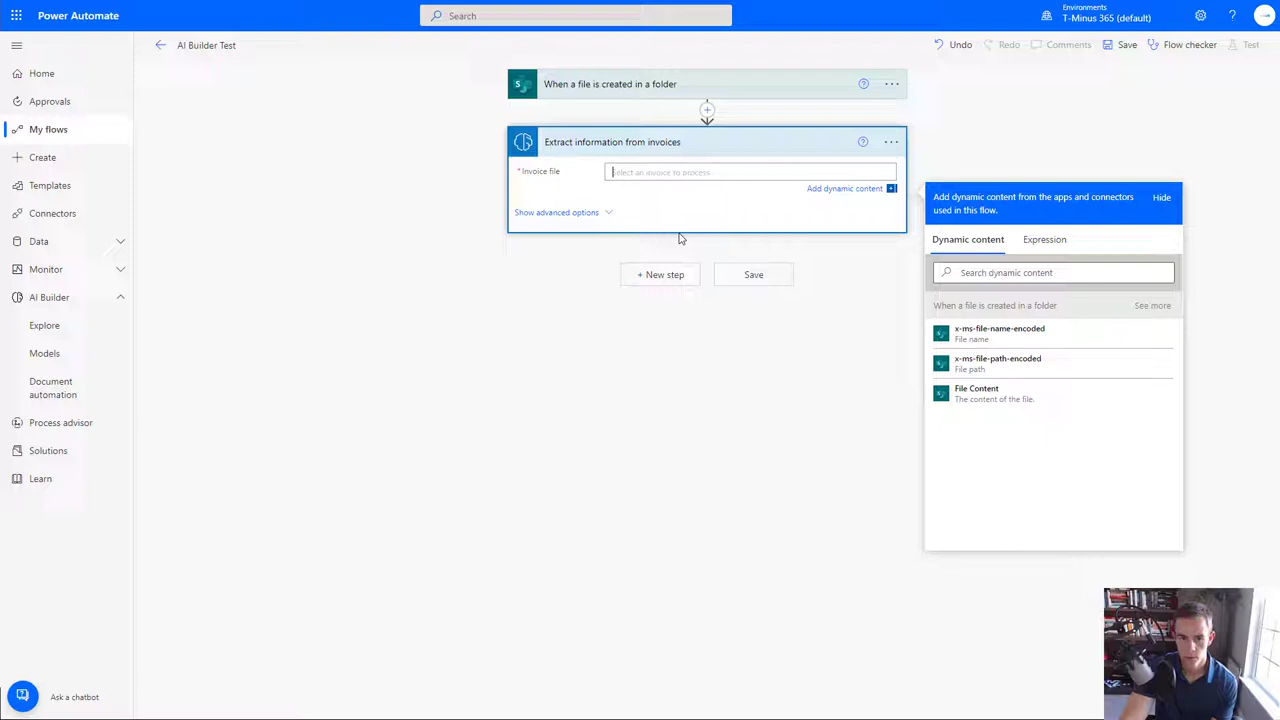 Power Automate
Search
Environments
T-Minus 365 (default)
AI Builder Test
Undo
Redo
Comments
Save
Flow checker
Test
Home
Approvals
My flows
Create
Templates
Connectors
Data
Monitor
AI Builder
Explore
Models
Document
automation
Process advisor
Solutions
Learn
Ask a chatbot
When a file is created in a folder
Extract information from invoices
* Invoice file
Select an invoice to process
Add dynamic content
Show advanced options
+ New step
Save
Add dynamic content from the apps and connectors
used in this flow.
Hide
Dynamic content
Expression
Search dynamic content
When a file is created in a folder
See more
x-ms-file-name-encoded
File name
x-ms-file-path-encoded
File path
File Content
The content of the file.